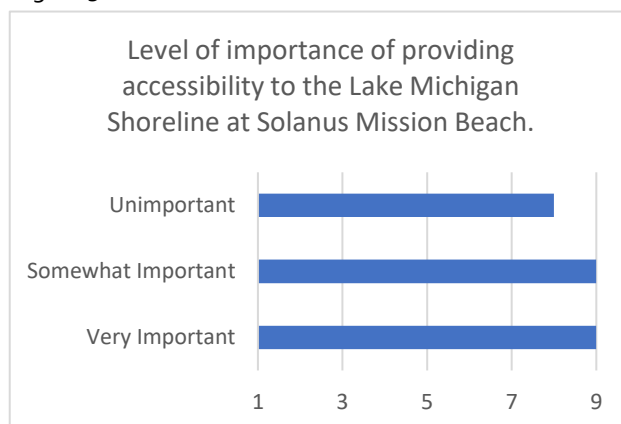 Level of importance of providing
accessibility to the Lake Michigan
Shoreline at Solanus Mission Beach.
Unimportant
Somewhat Important
Very Important
1 3 5 7 9